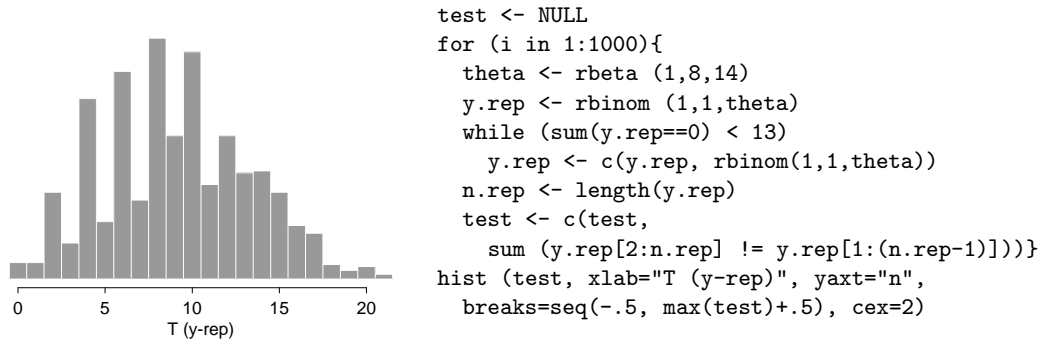 0 5 10 15 20
T (y-rep)
test <- NULL
for (i in 1:1000){
  theta <- rbeta (1,8,14)
  y.rep <- rbinom (1,1,theta)
  while (sum(y.rep==0) < 13)
    y.rep <- c(y.rep, rbinom(1,1,theta))
  n.rep <- length(y.rep)
  test <- c(test,
    sum (y.rep[2:n.rep] != y.rep[1:(n.rep-1)]))}
hist (test, xlab="T (y-rep)", yaxt="n",
  breaks=seq(-.5, max(test)+.5), cex=2)